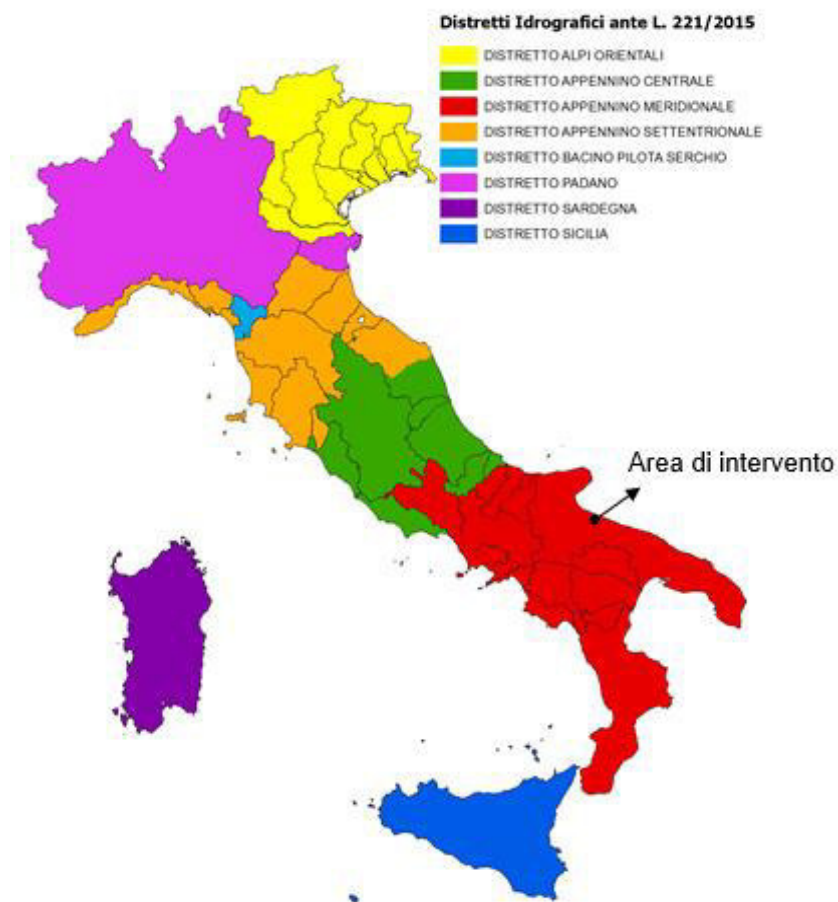 Distretti Idrografici ante L. 221/2015
DISTRETTO ALPI ORIENTALI
DISTRETTO APPENNINO CENTRALE
DISTRETTO APPENNINO MERIDIONALE
DISTRETTO APPENNINO SETTENTRIONALE
DISTRETTO BACINO PILOTA SERCHIO
DISTRETTO PADANO
DISTRETTO SARDEGNA
DISTRETTO SICILIA
Area di intervento